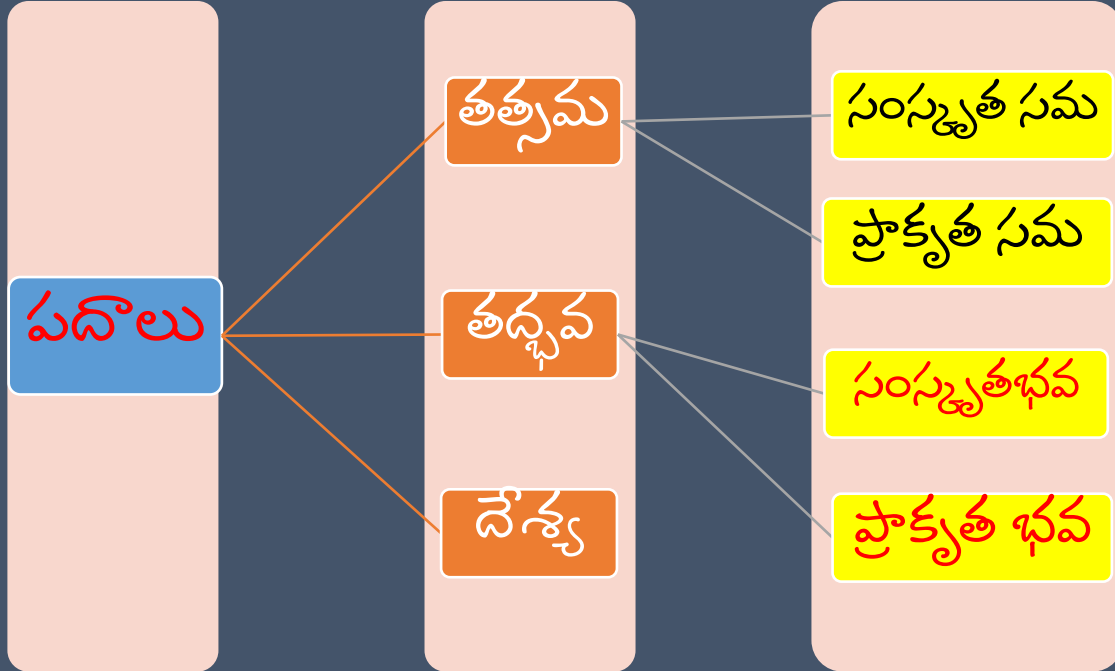 పదాలు
తత్సమ
తద్భవ
దేశ్య
సంస్కృత సమ
ప్రాకృత సమ
సంస్కృతభవ
ప్రాకృత భవ